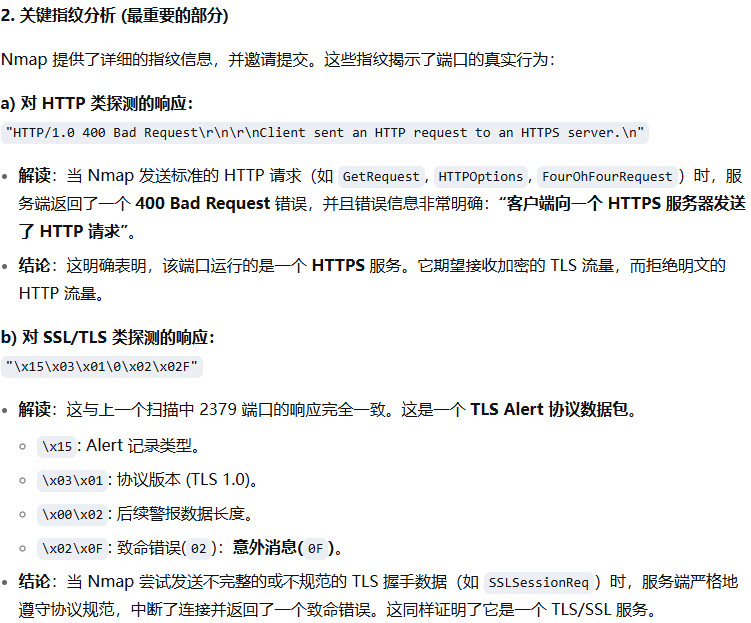 2. 关键指纹分析 (最重要的部分)
Nmap 提供了详细的指纹信息，并邀请提交。这些指纹揭示了端口的真实行为：
a) 对 HTTP 类探测的响应：
"HTTP/1.0 400 Bad Request\r\n\r\nClient sent an HTTP request to an HTTPS server.\n"
• 解读：当 Nmap 发送标准的 HTTP 请求（如 GetRequest, HTTPOptions, FourOhFourRequest）时，服
务端返回了一个 400 Bad Request 错误，并且错误信息非常明确：“客户端向一个 HTTPS 服务器发送
了 HTTP 请求”。
• 结论：这明确表明，该端口运行的是一个 HTTPS 服务。它期望接收加密的 TLS 流量，而拒绝明文的
HTTP 流量。
b) 对 SSL/TLS 类探测的响应：
"\x15\x03\x01\0\x02\x02F"
• 解读：这与上一个扫描中 2379 端口的响应完全一致。这是一个 TLS Alert 协议数据包。
◦ \x15: Alert 记录类型。
◦ \x03\x01: 协议版本 (TLS 1.0)。
◦ \x00\x02: 后续警报数据长度。
◦ \x02\x0F: 致命错误(02)：意外消息(0F)。
• 结论：当 Nmap 尝试发送不完整的或不规范的 TLS 握手数据（如 SSLSessionReq）时，服务端严格地
遵守协议规范，中断了连接并返回了一个致命错误。这同样证明了它是一个 TLS/SSL 服务。